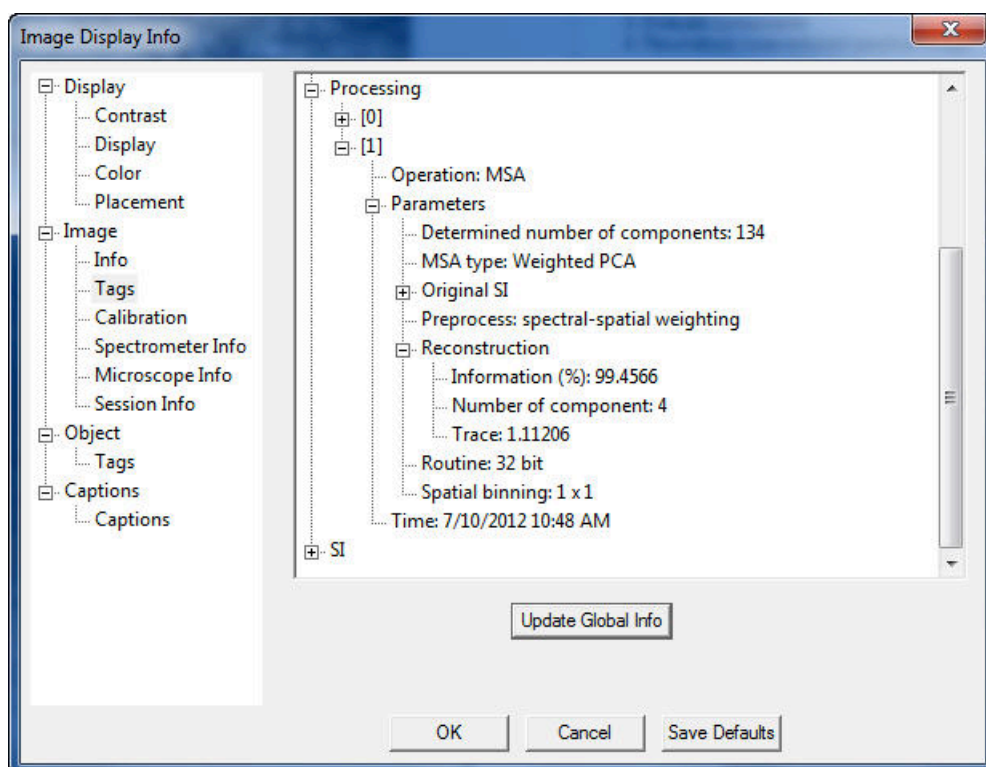 Image Display Info
Display
Contrast
Display
Color
Placement
Image
Info
Tags
Calibration
Spectrometer Info
Microscope Info
Session Info
Object
Tags
Captions
Captions
Processing
[0]
[1]
Operation: MSA
Parameters
Determined number of components: 134
MSA type: Weighted PCA
Original SI
Preprocess: spectral-spatial weighting
Reconstruction
Information (%): 99.4566
Number of component: 4
Trace: 1.11206
Routine: 32 bit
Spatial binning: 1 x 1
Time: 7/10/2012 10:48 AM
SI
Update Global Info
OK
Cancel
Save Defaults